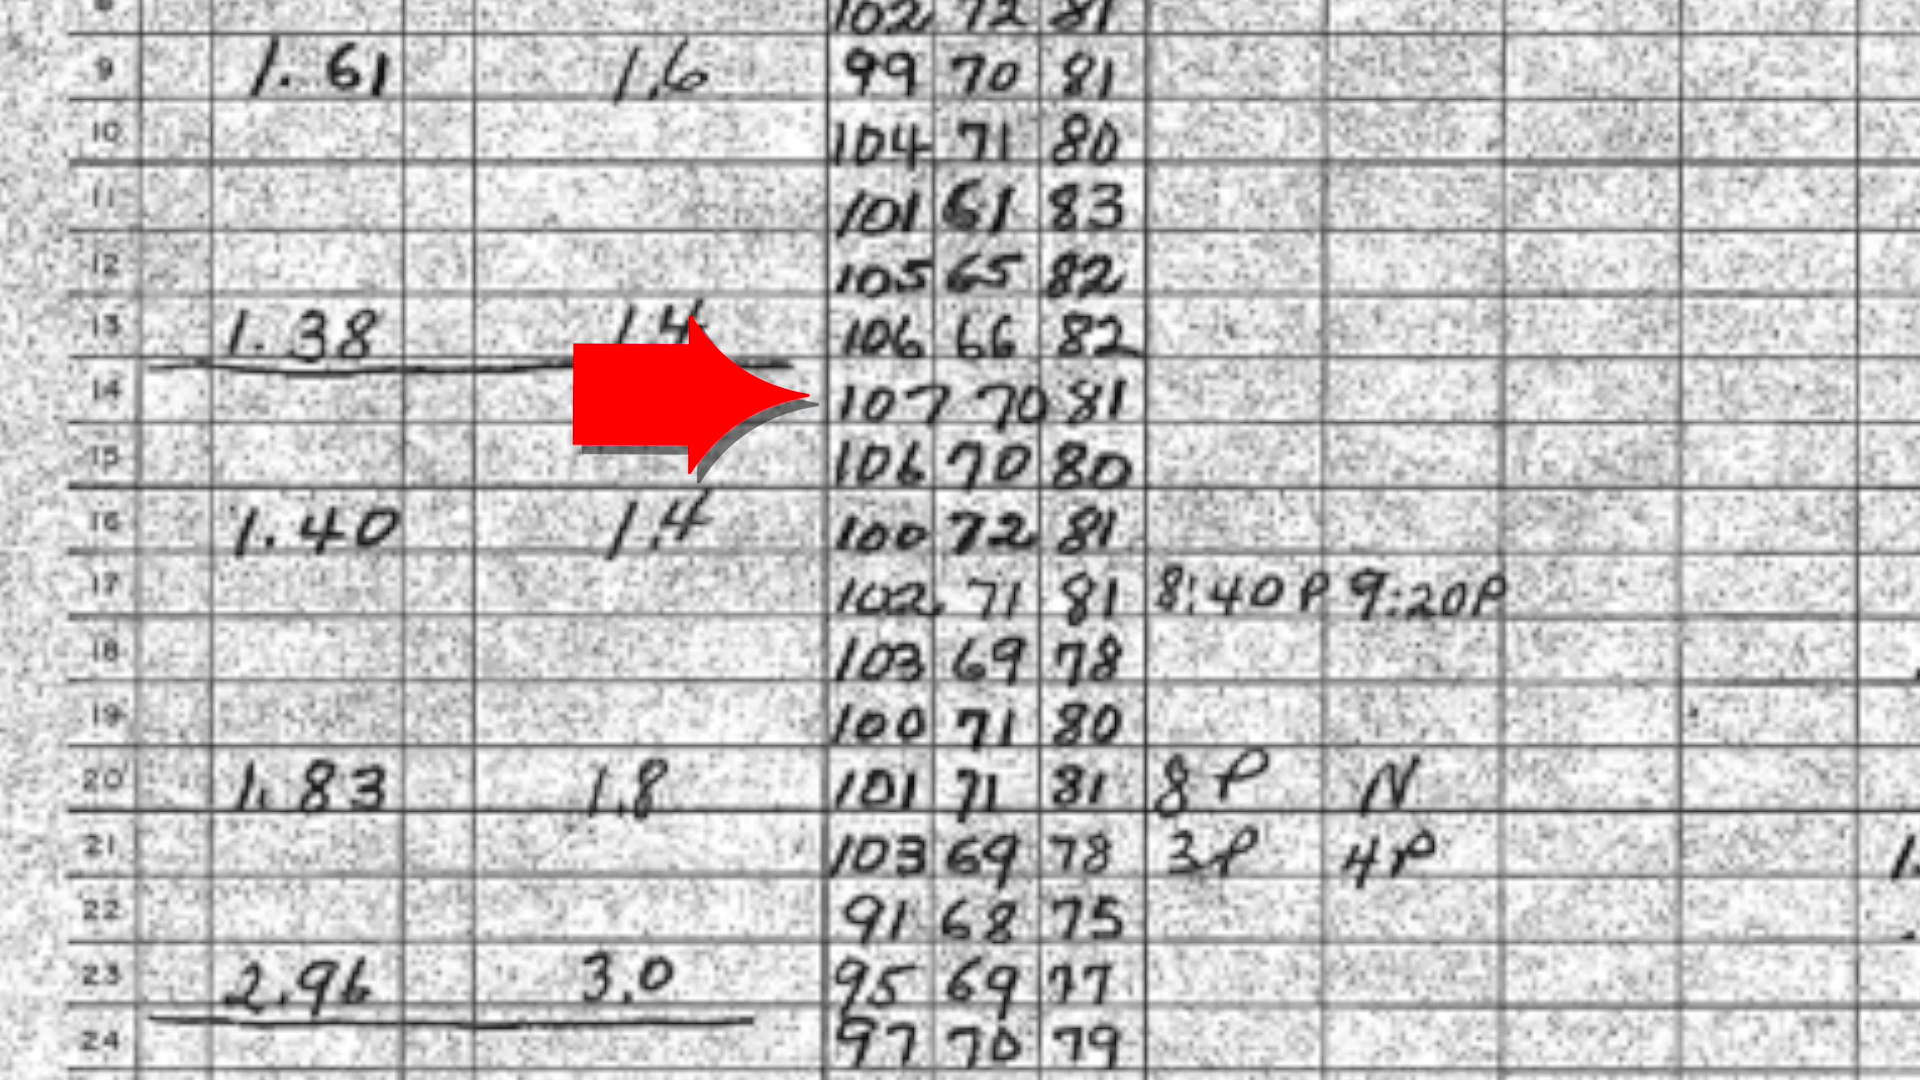 8 102 72 81
9 1.61 1.6 99 70 81
10 104 71 80
11 101 61 83
12 105 65 82
13 1.38 1.4 106 66 82
14 107 70 81
15 106 70 80
16 1.40 1.4 100 72 81
17 102 71 81 8:40P 9:20P
18 103 69 78
19 100 71 80
20 1.83 1.8 101 71 81 8P N
21 103 69 78 3P 4P
22 91 68 75
23 2.96 3.0 95 69 77
24 97 70 79